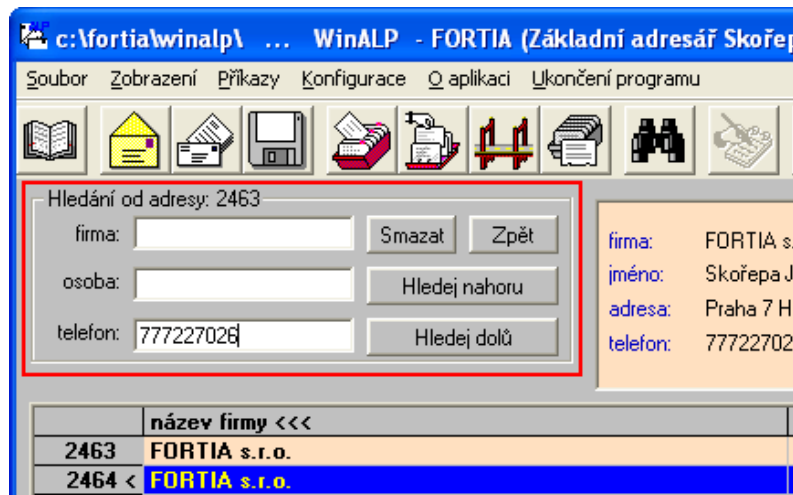 c:\fortia\winalp\ ... WinALP - FORTIA (Základní adresář Skořep
Soubor Zobrazení Příkazy Konfigurace O aplikaci Ukončení programu
Hledání od adresy: 2463
firma: Smazat Zpět
osoba: Hledej nahoru
telefon: 777227026 Hledej dolů
firma: FORTIA s.
jméno: Skořepa J
adresa: Praha 7 H
telefon: 77722702
název firmy <<<
2463 FORTIA s.r.o.
2464 < FORTIA s.r.o.